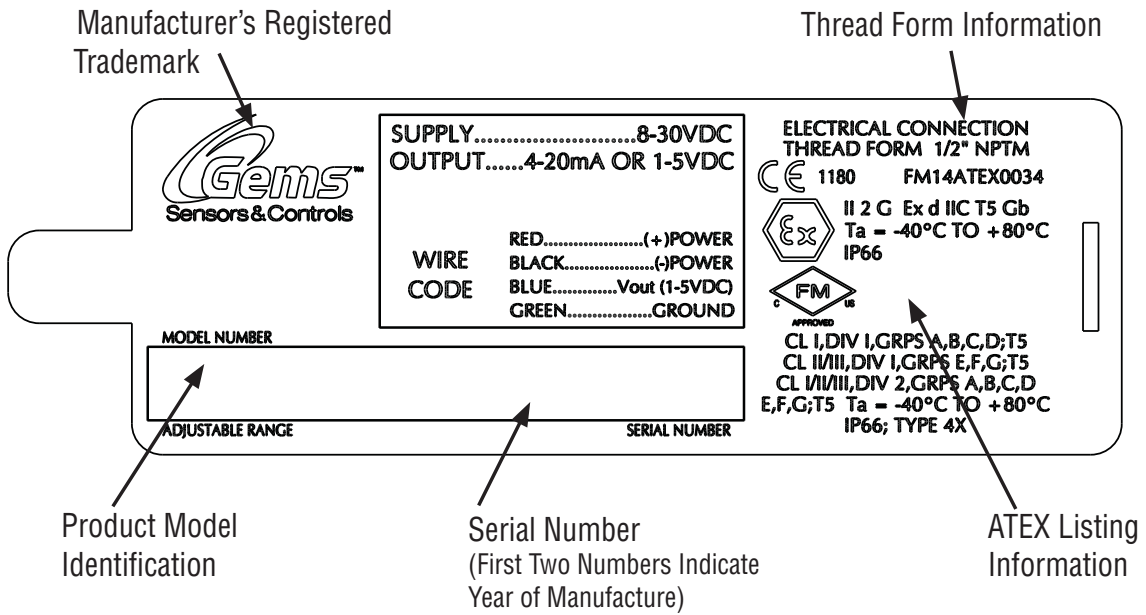 Manufacturer's Registered
Trademark
Thread Form Information
Gems™
Sensors & Controls
SUPPLY........................8-30VDC
OUTPUT......4-20mA OR 1-5VDC
WIRE
CODE
RED......................(+)POWER
BLACK...................(-)POWER
BLUE..............Vout (1-5VDC)
GREEN..................GROUND
ELECTRICAL CONNECTION
THREAD FORM 1/2" NPTM
CE 1180 FM14ATEX0034
Ex
II 2 G Ex d IIC T5 Gb
Ta = -40°C TO +80°C
IP66
FM
C US
APPROVED
CL I,DIV I,GRPS A,B,C,D;T5
CL II/III,DIV I,GRPS E,F,G;T5
CL I/II/III,DIV 2,GRPS A,B,C,D
E,F,G;T5 Ta = -40°C TO +80°C
IP66; TYPE 4X
MODEL NUMBER
ADJUSTABLE RANGE
SERIAL NUMBER
Product Model
Identification
Serial Number
(First Two Numbers Indicate
Year of Manufacture)
ATEX Listing
Information